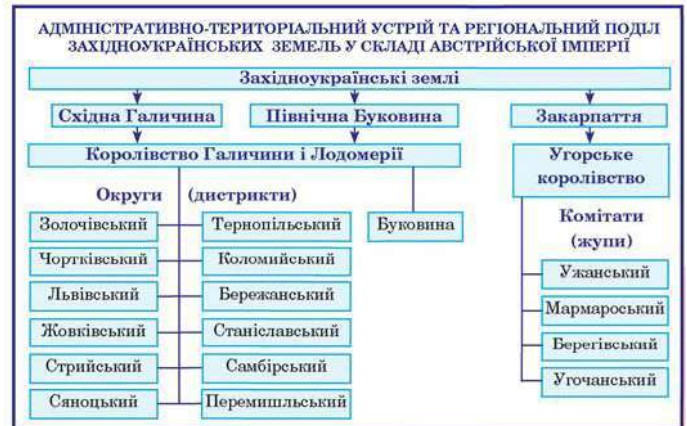 АДМІНІСТРАТИВНО-ТЕРИТОРІАЛЬНИЙ УСТРІЙ ТА РЕГІОНАЛЬНИЙ ПОДІЛ
ЗАХІДНОУКРАЇНСЬКИХ ЗЕМЕЛЬ У СКЛАДІ АВСТРІЙСЬКОЇ ІМПЕРІЇ
Західноукраїнські землі
Східна Галичина
Північна Буковина
Закарпаття
Королівство Галичини і Лодомерії
Угорське
королівство
Округи (дистрикти)
Золочівський
Чортківський
Львівський
Жовківський
Стрийський
Сяноцький
Тернопільський
Коломийський
Бережанський
Станіславський
Самбірський
Перемишльський
Буковина
Комітати
(жупи)
Ужанський
Мармароський
Берегівський
Угочанський